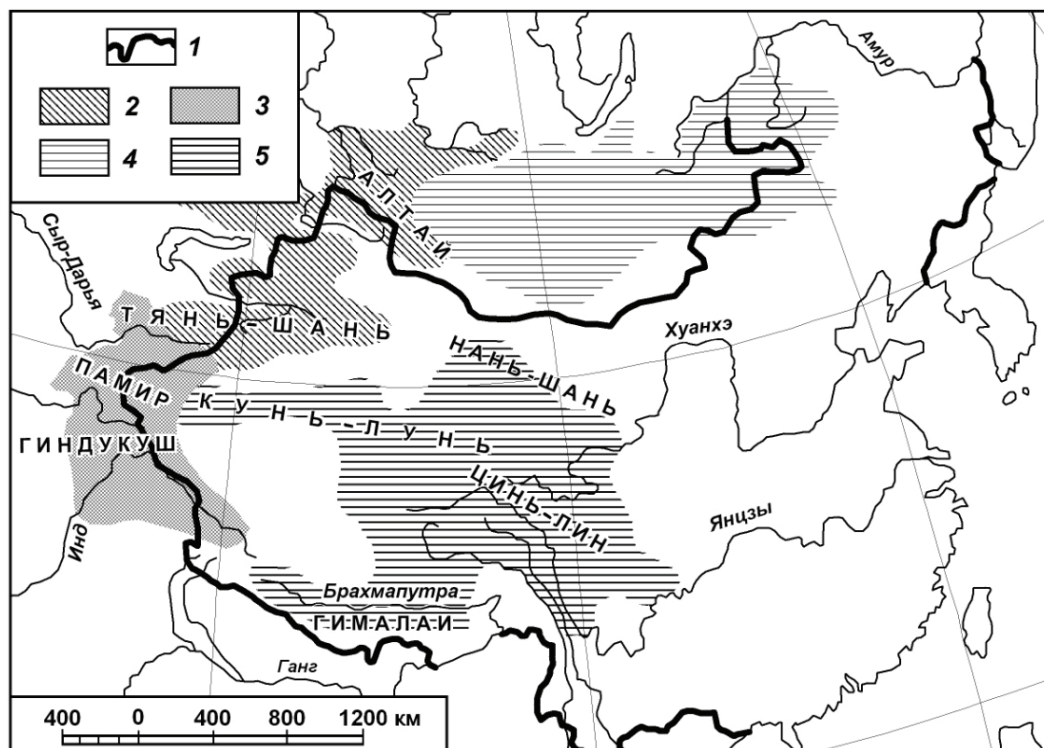 1
2
3
4
5
Амур
АЛТАЙ
Сыр-Дарья
ТЯНЬ-ШАНЬ
Хуанхэ
НАНЬ-ШАНЬ
ПАМИР
КУНЬ-ЛУНЬ
ГИНДУКУШ
ЦИНЬ-ЛИН
Янцзы
Инд
Брахмапутра
ГИМАЛАИ
Ганг
400 0 400 800 1200 км